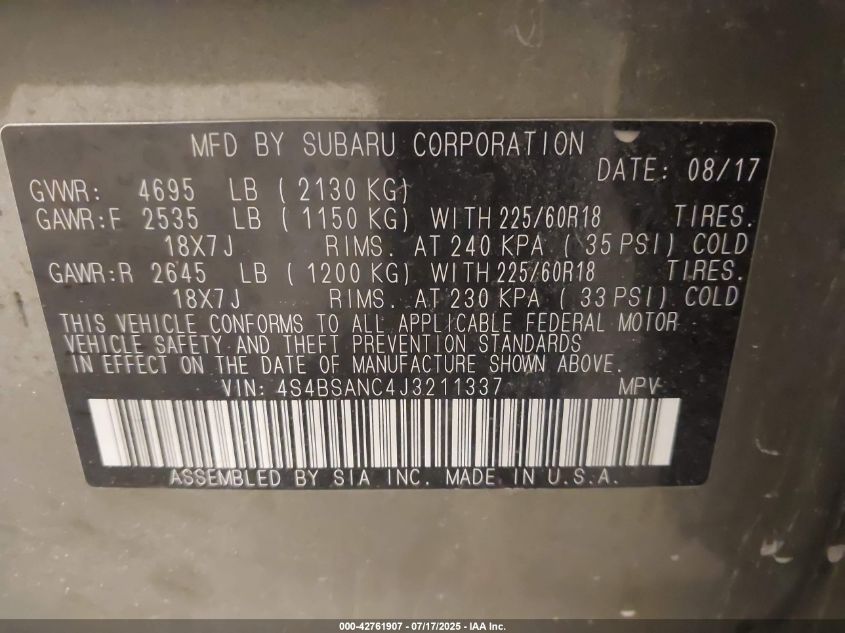 MFD BY SUBARU CORPORATION
DATE: 08/17
GVWR: 4695 LB ( 2130 KG)
GAWR:F 2535 LB ( 1150 KG) WITH 225/60R18 TIRES.
18X7J RIMS. AT 240 KPA ( 35 PSI) COLD
GAWR:R 2645 LB ( 1200 KG) WITH 225/60R18 TIRES.
18X7J RIMS. AT 230 KPA ( 33 PSI) COLD
THIS VEHICLE CONFORMS TO ALL APPLICABLE FEDERAL MOTOR
VEHICLE SAFETY AND THEFT PREVENTION STANDARDS
IN EFFECT ON THE DATE OF MANUFACTURE SHOWN ABOVE.
VIN: 4S4BSANC4J3211337 MPV
ASSEMBLED BY SIA INC. MADE IN U.S.A.
000-42761907 - 07/17/2025 - IAA Inc.